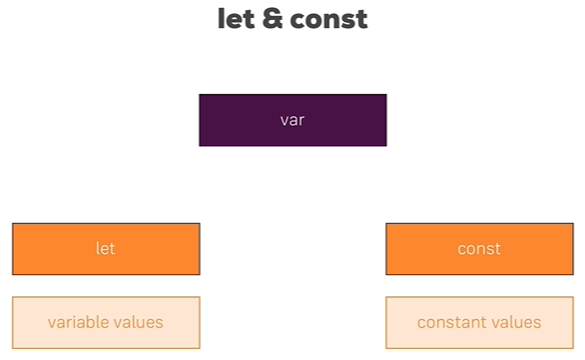 let & const
var
let
const
variable values
constant values